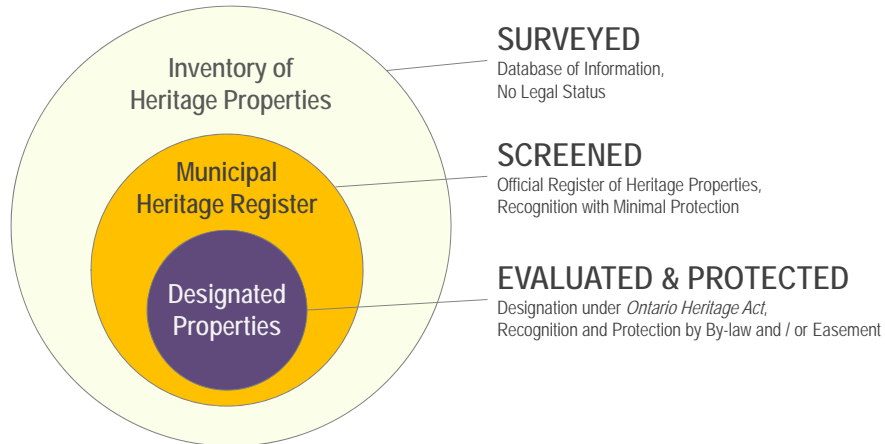 Inventory of
Heritage Properties
SURVEYED
Database of Information,
No Legal Status
Municipal
Heritage Register
SCREENED
Official Register of Heritage Properties,
Recognition with Minimal Protection
Designated
Properties
EVALUATED & PROTECTED
Designation under Ontario Heritage Act,
Recognition and Protection by By-law and / or Easement